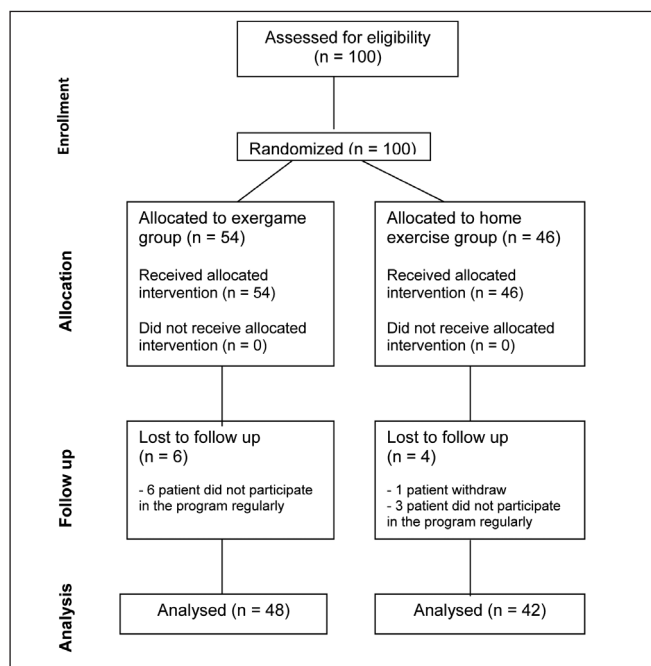 Assessed for eligibility
(n = 100)
Enrollment
Randomized (n = 100)
Allocation
Allocated to exergame
group (n = 54)
Received allocated
intervention (n = 54)
Did not receive allocated
intervention (n = 0)
Allocated to home
exercise group (n = 46)
Received allocated
intervention (n = 46)
Did not receive allocated
intervention (n = 0)
Follow up
Lost to follow up
(n = 6)
- 6 patient did not participate
in the program regularly
Lost to follow up
(n = 4)
- 1 patient withdraw
- 3 patient did not participate
in the program regularly
Analysis
Analysed (n = 48)
Analysed (n = 42)